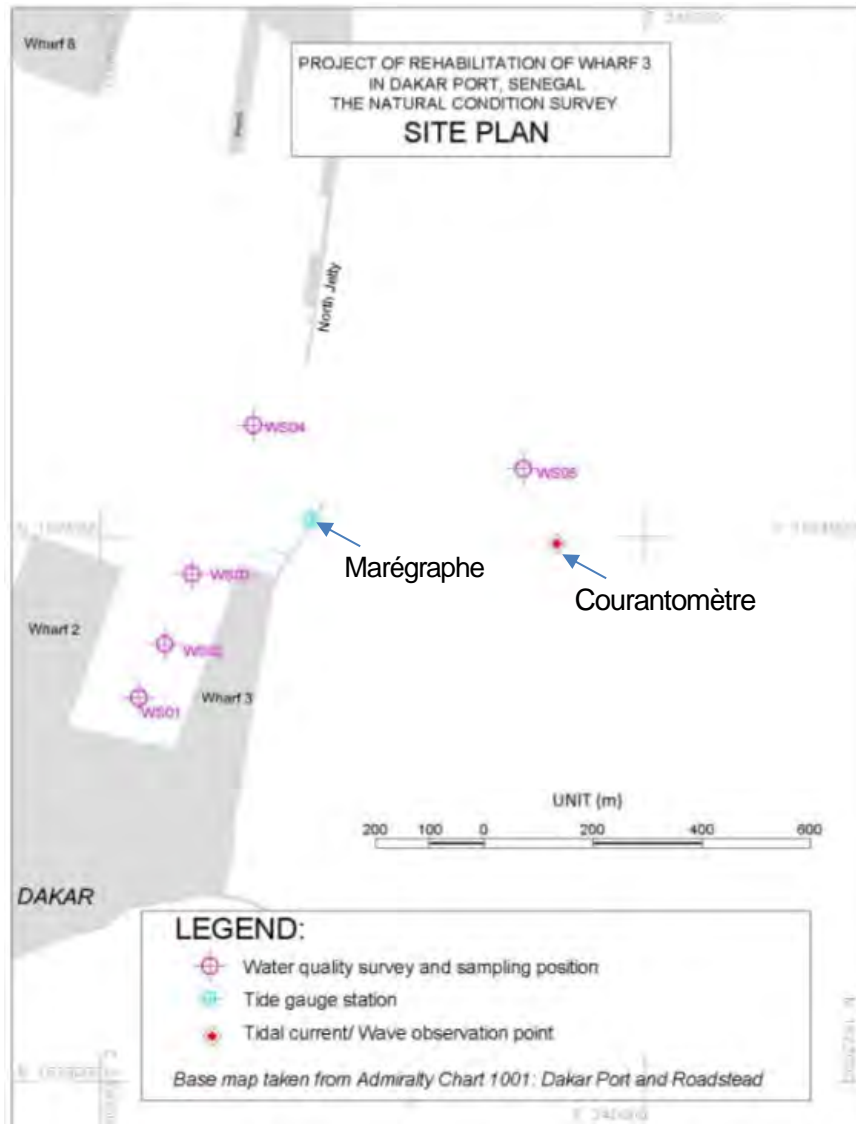 Wharf 8
PROJECT OF REHABILITATION OF WHARF 3
IN DAKAR PORT, SENEGAL
THE NATURAL CONDITION SURVEY
SITE PLAN
North Jetty
WS04
WS05
Marégraphe
Courantomètre
WS03
Wharf 2
WS02
Wharf 3
WS01
UNIT (m)
200 100 0 200 400 600
DAKAR
LEGEND:
Water quality survey and sampling position
Tide gauge station
Tidal current/ Wave observation point
Base map taken from Admiralty Chart 1001: Dakar Port and Roadstead